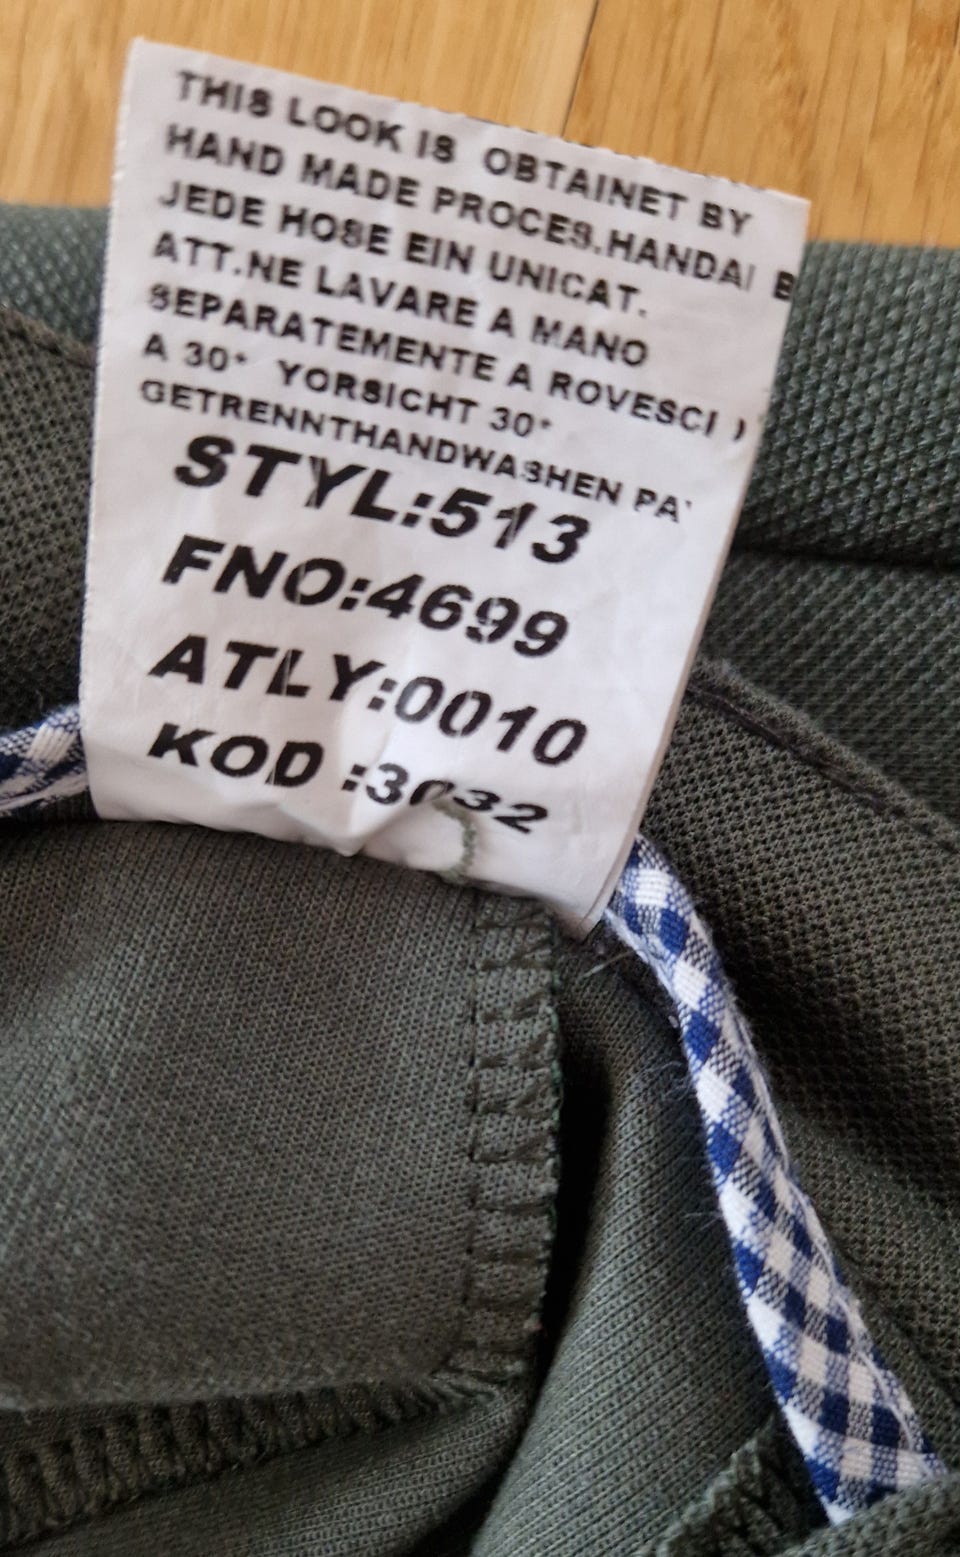 THIS LOOK IS OBTAINET BY
HAND MADE PROCES.HANDAI B
JEDE HOSE EIN UNICAT.
ATT.NE LAVARE A MANO
SEPARATEMENTE A ROVESCI )
A 30° YORSICHT 30°
GETRENNTHANDWASHEN PA
STYL:513
FNO:4699
ATLY:0010
KOD :3032